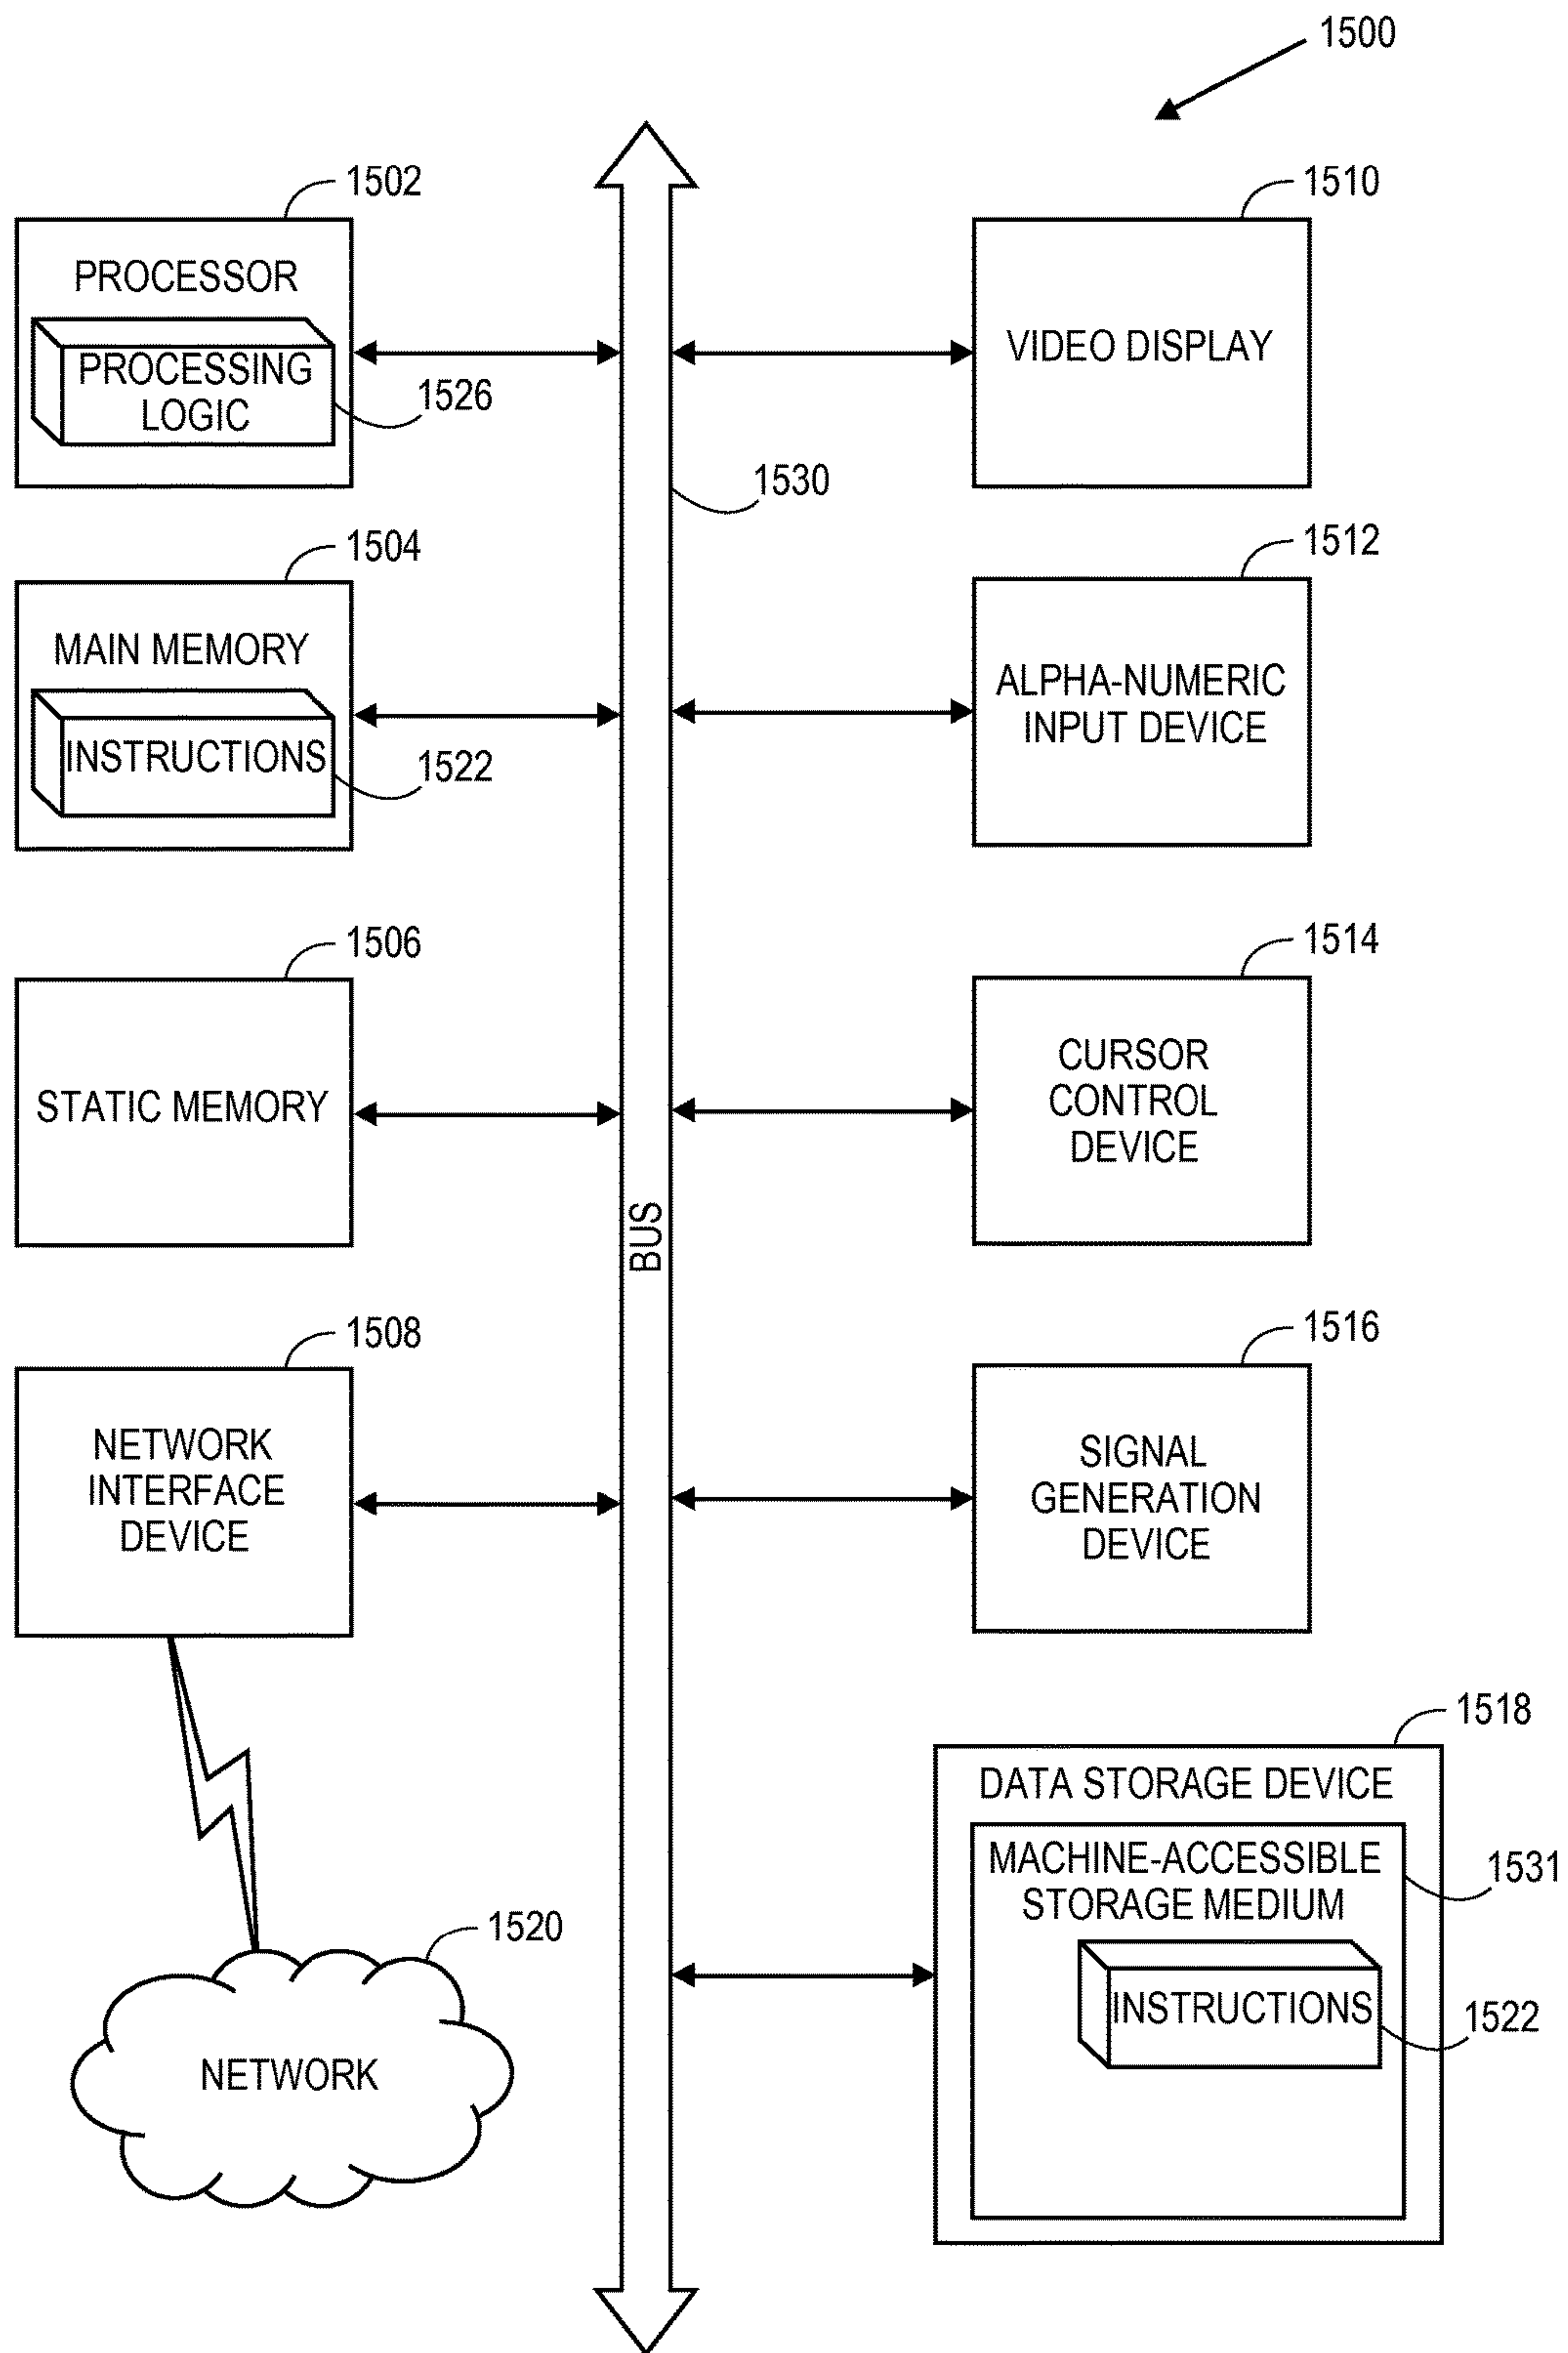 1500
1502
PROCESSOR
PROCESSING
LOGIC
1526
1510
VIDEO DISPLAY
1530
1504
MAIN MEMORY
INSTRUCTIONS
1522
1512
ALPHA-NUMERIC
INPUT DEVICE
1506
STATIC MEMORY
1514
CURSOR
CONTROL
DEVICE
BUS
1508
NETWORK
INTERFACE
DEVICE
1516
SIGNAL
GENERATION
DEVICE
1518
DATA STORAGE DEVICE
MACHINE-ACCESSIBLE
STORAGE MEDIUM
1531
INSTRUCTIONS
1522
1520
NETWORK